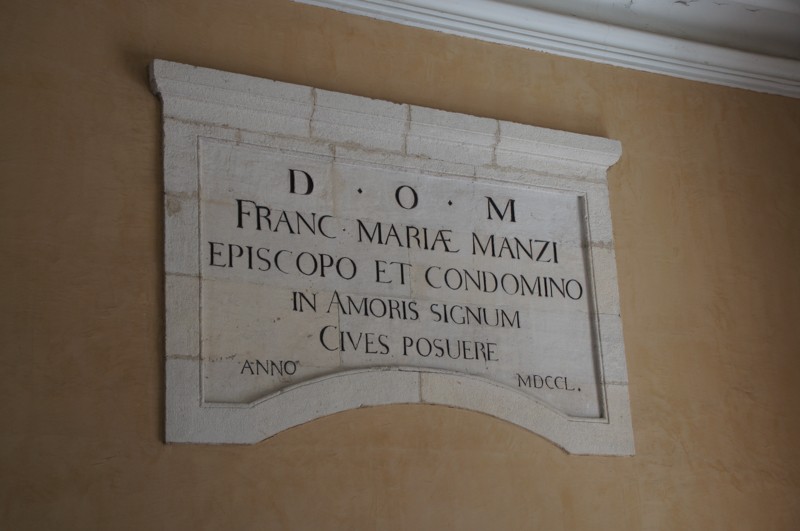 D · O · M
FRANC · MARIÆ MANZI
EPISCOPO ET CONDOMINO
IN AMORIS SIGNUM
CIVES POSUERE
ANNO MDCCL.